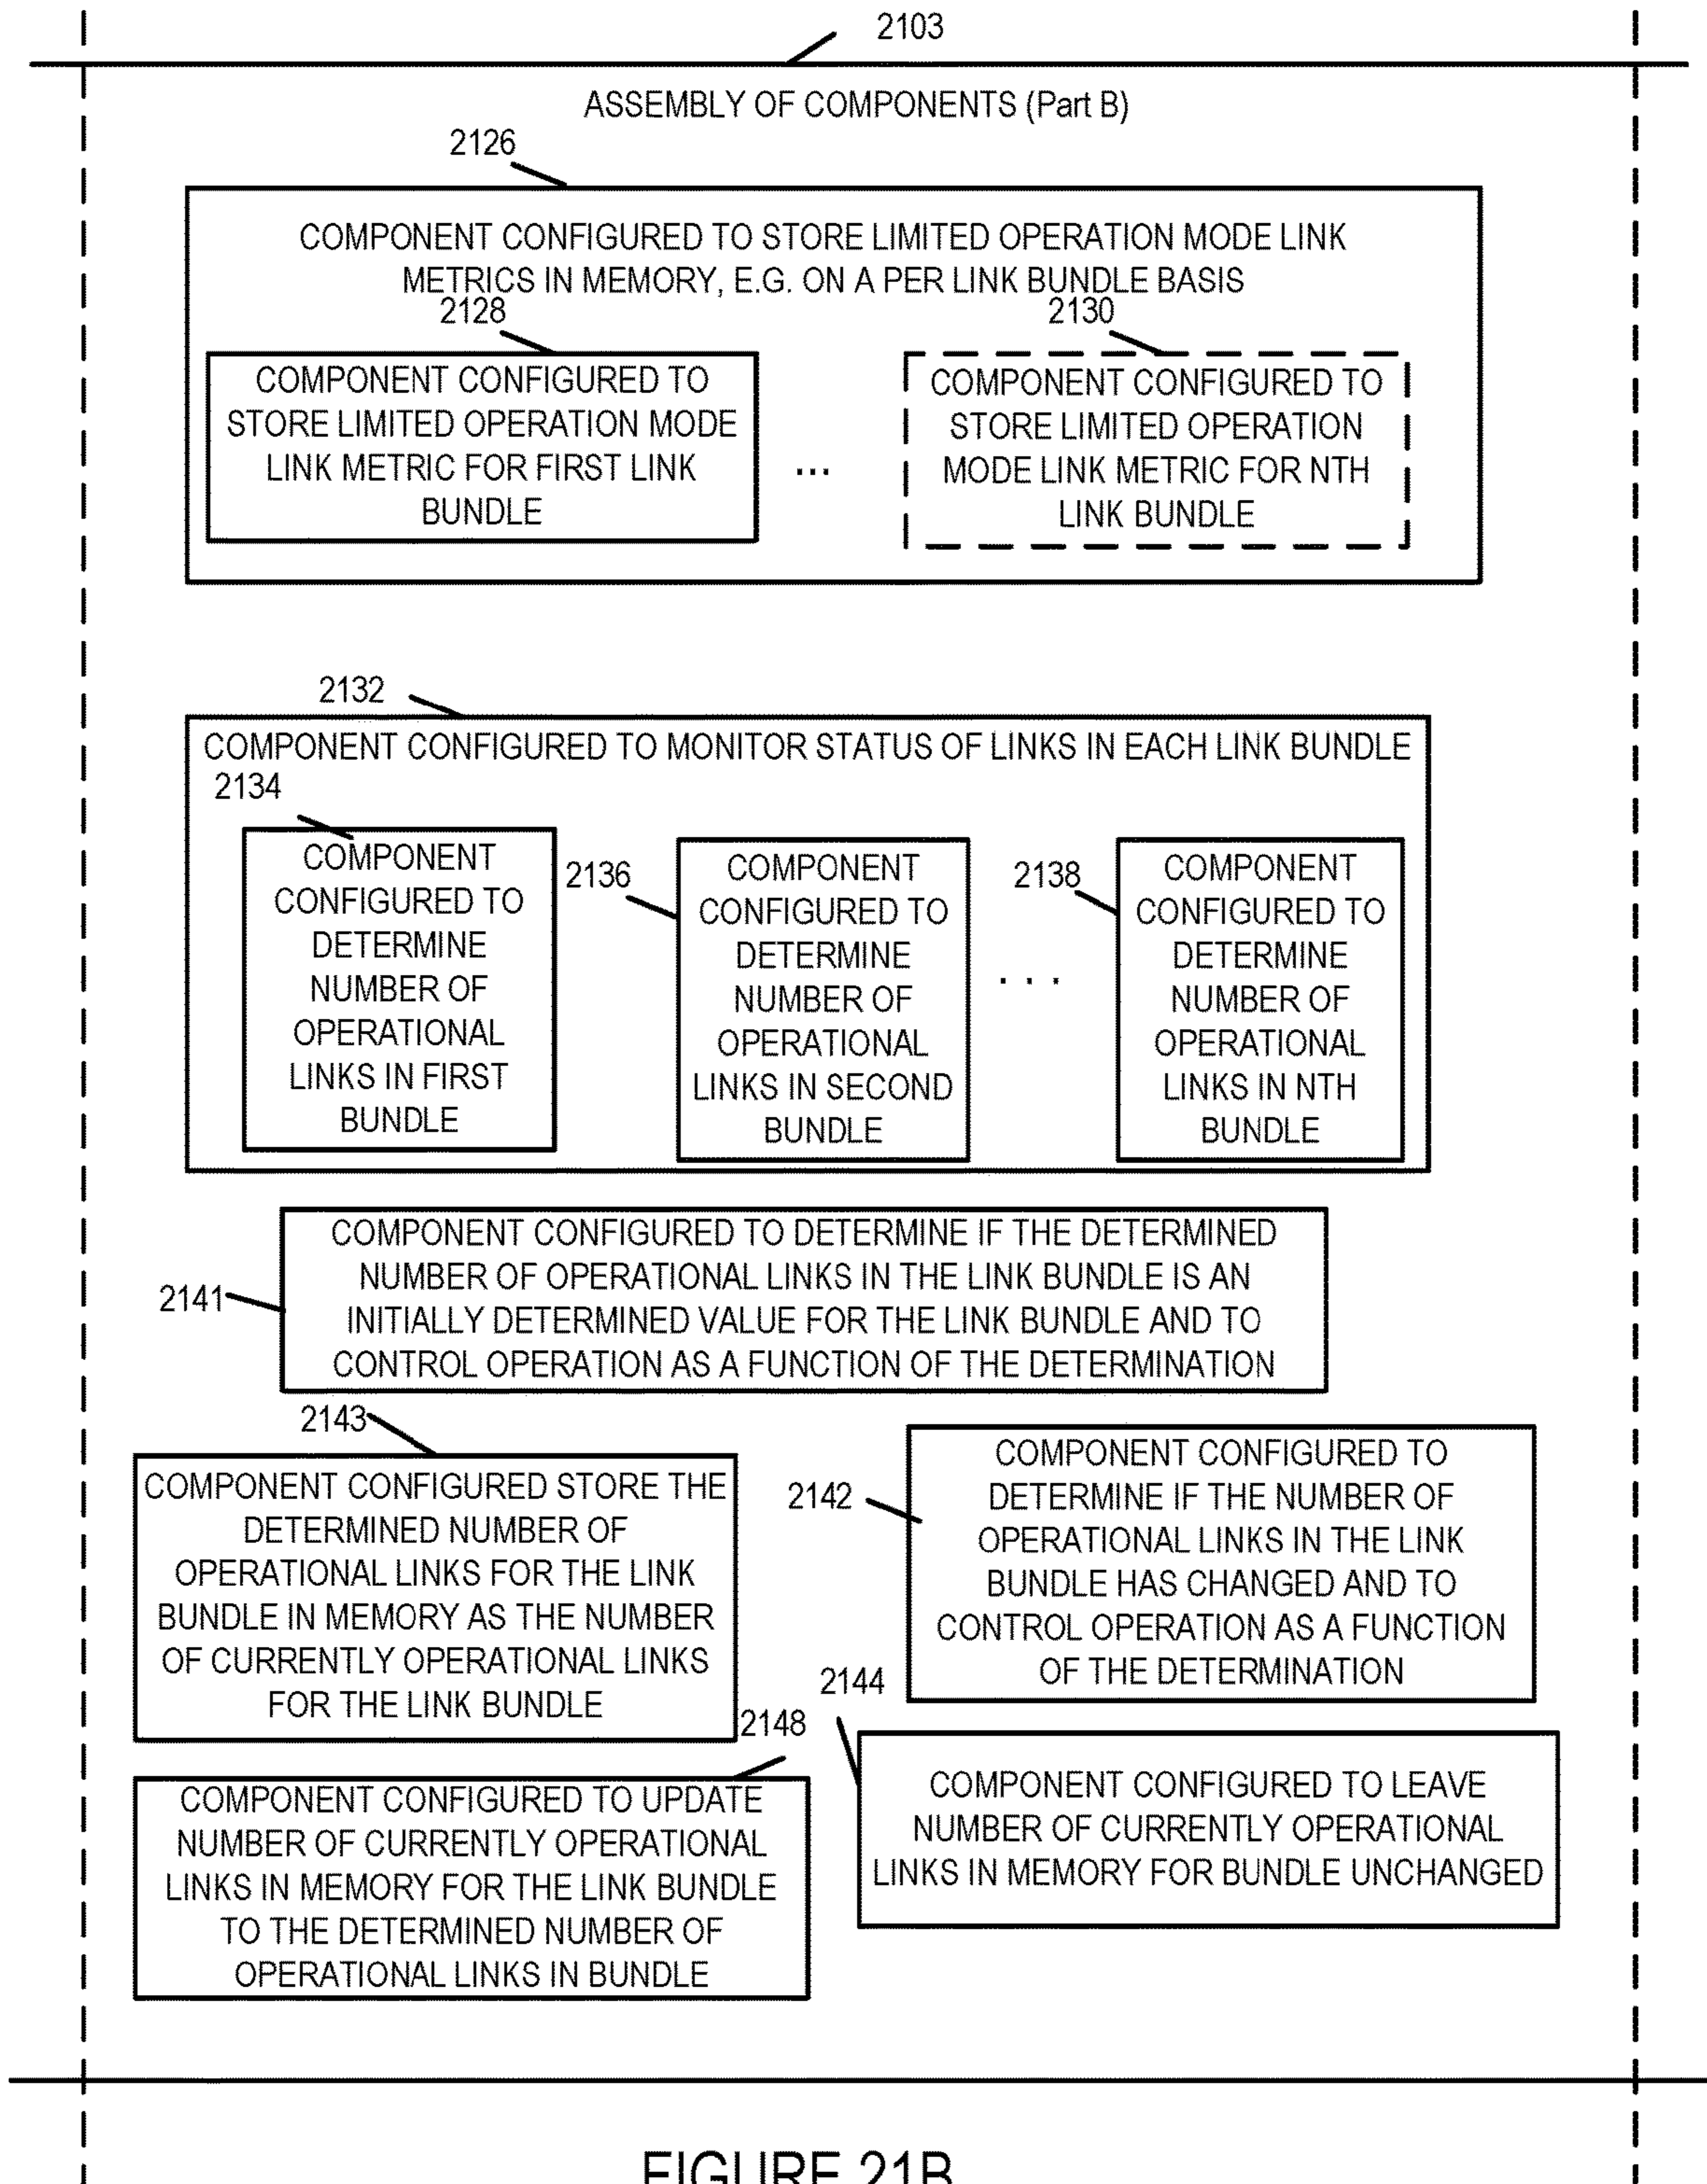 2103
ASSEMBLY OF COMPONENTS (Part B)
2126
COMPONENT CONFIGURED TO STORE LIMITED OPERATION MODE LINK
METRICS IN MEMORY, E.G. ON A PER LINK BUNDLE BASIS
2128
COMPONENT CONFIGURED TO
STORE LIMITED OPERATION MODE
LINK METRIC FOR FIRST LINK
BUNDLE
...
2130
COMPONENT CONFIGURED TO
STORE LIMITED OPERATION
MODE LINK METRIC FOR NTH
LINK BUNDLE
2132
COMPONENT CONFIGURED TO MONITOR STATUS OF LINKS IN EACH LINK BUNDLE
2134
COMPONENT
CONFIGURED TO
DETERMINE
NUMBER OF
OPERATIONAL
LINKS IN FIRST
BUNDLE
2136
COMPONENT
CONFIGURED TO
DETERMINE
NUMBER OF
OPERATIONAL
LINKS IN SECOND
BUNDLE
. . .
2138
COMPONENT
CONFIGURED TO
DETERMINE
NUMBER OF
OPERATIONAL
LINKS IN NTH
BUNDLE
2141
COMPONENT CONFIGURED TO DETERMINE IF THE DETERMINED
NUMBER OF OPERATIONAL LINKS IN THE LINK BUNDLE IS AN
INITIALLY DETERMINED VALUE FOR THE LINK BUNDLE AND TO
CONTROL OPERATION AS A FUNCTION OF THE DETERMINATION
2143
COMPONENT CONFIGURED STORE THE
DETERMINED NUMBER OF
OPERATIONAL LINKS FOR THE LINK
BUNDLE IN MEMORY AS THE NUMBER
OF CURRENTLY OPERATIONAL LINKS
FOR THE LINK BUNDLE
2142
COMPONENT CONFIGURED TO
DETERMINE IF THE NUMBER OF
OPERATIONAL LINKS IN THE LINK
BUNDLE HAS CHANGED AND TO
CONTROL OPERATION AS A FUNCTION
OF THE DETERMINATION
2148
COMPONENT CONFIGURED TO UPDATE
NUMBER OF CURRENTLY OPERATIONAL
LINKS IN MEMORY FOR THE LINK BUNDLE
TO THE DETERMINED NUMBER OF
OPERATIONAL LINKS IN BUNDLE
2144
COMPONENT CONFIGURED TO LEAVE
NUMBER OF CURRENTLY OPERATIONAL
LINKS IN MEMORY FOR BUNDLE UNCHANGED
FIGURE 21B